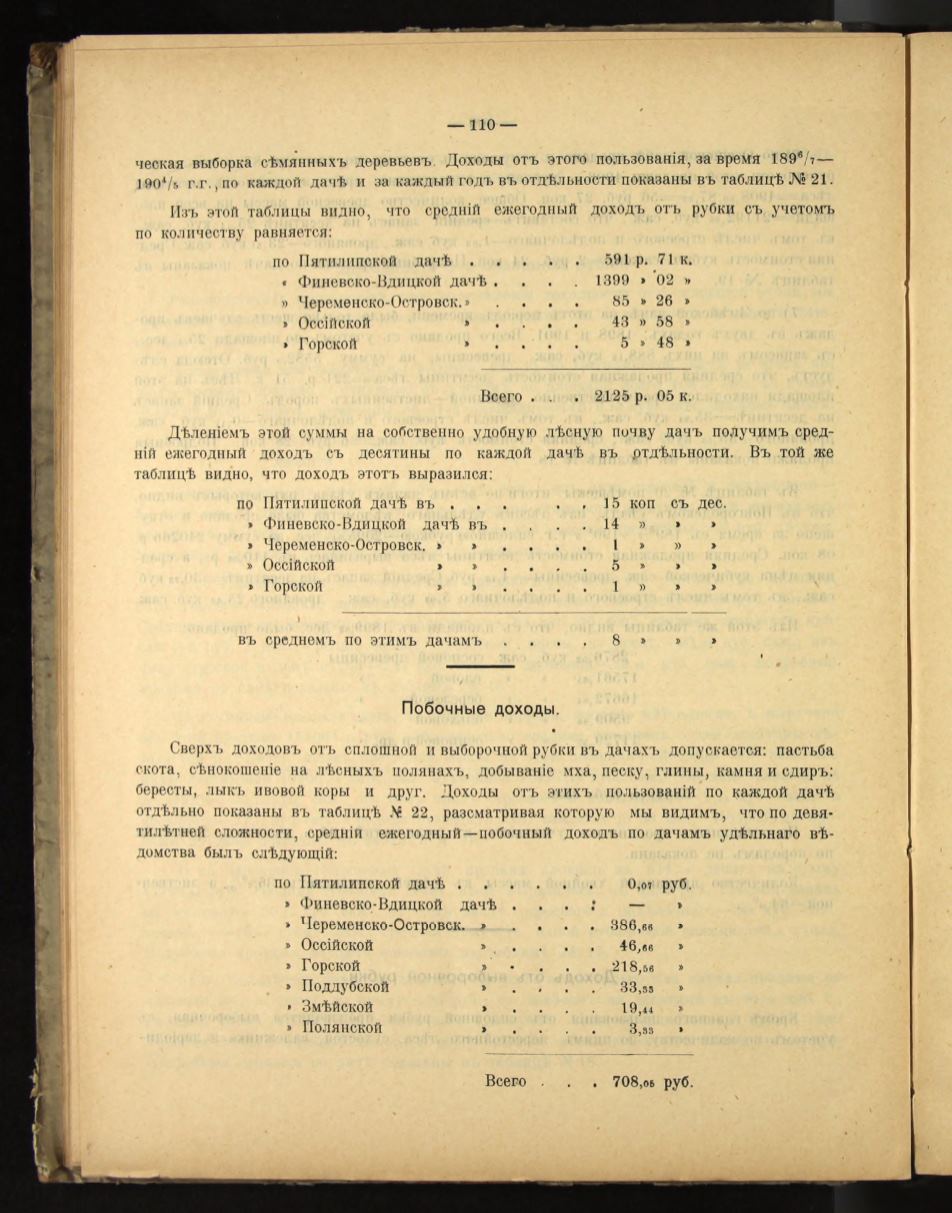 — 110 —
ческая выборка сѣмянныхъ деревьевъ. Доходы отъ этого пользованія, за время 189⁶/₇—
190⁴/₅ г.г., по каждой дачѣ и за каждый годъ въ отдѣльности показаны въ таблицѣ № 21.
Изъ этой таблицы видно, что средній ежегодный доходъ отъ рубки съ учетомъ
по количеству равняется:
по Пятилипской дачѣ . . . . . 591 р. 71 к.
« Финевско-Вдицкой дачѣ . . . . 1399 » 02 »
» Череменско-Островск. » . . . . 85 » 26 »
» Оссійской » . . . . 43 » 58 »
» Горской » . . . . 5 » 48 »
Всего . . . 2125 р. 05 к.
Дѣленіемъ этой суммы на собственно удобную лѣсную почву дачъ получимъ сред-
ній ежегодный доходъ съ десятины по каждой дачѣ въ отдѣльности. Въ той же
таблицѣ видно, что доходъ этотъ выразился:
по Пятилипской дачѣ въ . . . . . 15 коп съ дес.
» Финевско-Вдицкой дачѣ въ . . . . 14 » » »
» Череменско-Островск. » » . . . . 1 » » »
» Оссійской » » . . . . 5 » » »
» Горской » » . . . . 1 » » »
въ среднемъ по этимъ дачамъ . . . . 8 » » »
Побочные доходы.
Сверхъ доходовъ отъ сплошной и выборочной рубки въ дачахъ допускается: пастьба
скота, сѣнокошеніе на лѣсныхъ полянахъ, добываніе мха, песку, глины, камня и сдиръ:
бересты, лыкъ ивовой коры и друг. Доходы отъ этихъ пользованій по каждой дачѣ
отдѣльно показаны въ таблицѣ № 22, разсматривая которую мы видимъ, что по девя-
тилѣтней сложности, средній ежегодный—побочный доходъ по дачамъ удѣльнаго вѣ-
домства былъ слѣдующій:
по Пятилипской дачѣ . . . . . . 0,07 руб.
» Финевско-Вдицкой дачѣ . . . . — »
» Череменско-Островск. » . . . . 386,66 »
» Оссійской » . . . . 46,66 »
» Горской » . . . . 218,56 »
» Поддубской » . . . . 33,33 »
» Змѣйской » . . . . 19,44 »
» Полянской » . . . . 3,33 »
Всего . . . 708,05 руб.